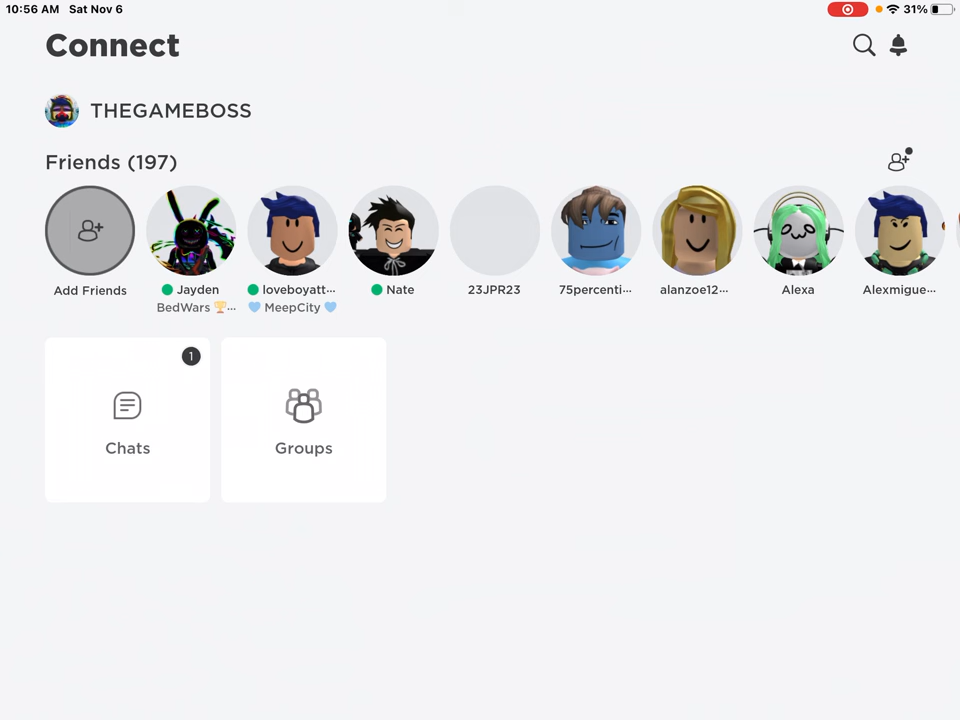 10:56 AM Sat Nov 6
31%
Connect
THEGAMEBOSS
Friends (197)
Add Friends
Jayden
BedWars 🏆...
loveboyatt...
💙 MeepCity 💙
Nate
23JPR23
75percenti...
alanzoe12...
Alexa
Alexmigue...
1
Chats
Groups